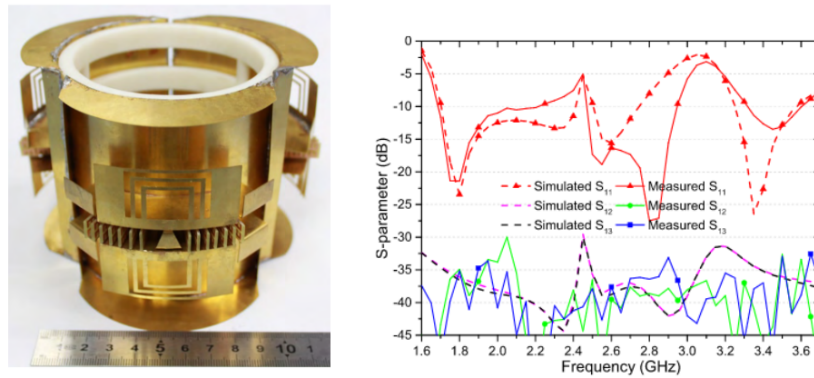 2 3 4 5 6 7 8 9 10 1
S-parameter (dB)
0
-5
-10
-15
-20
-25
-30
-35
-40
-45
Simulated S11 Measured S11
Simulated S12 Measured S12
Simulated S13 Measured S13
1.6 1.8 2.0 2.2 2.4 2.6 2.8 3.0 3.2 3.4 3.6
Frequency (GHz)